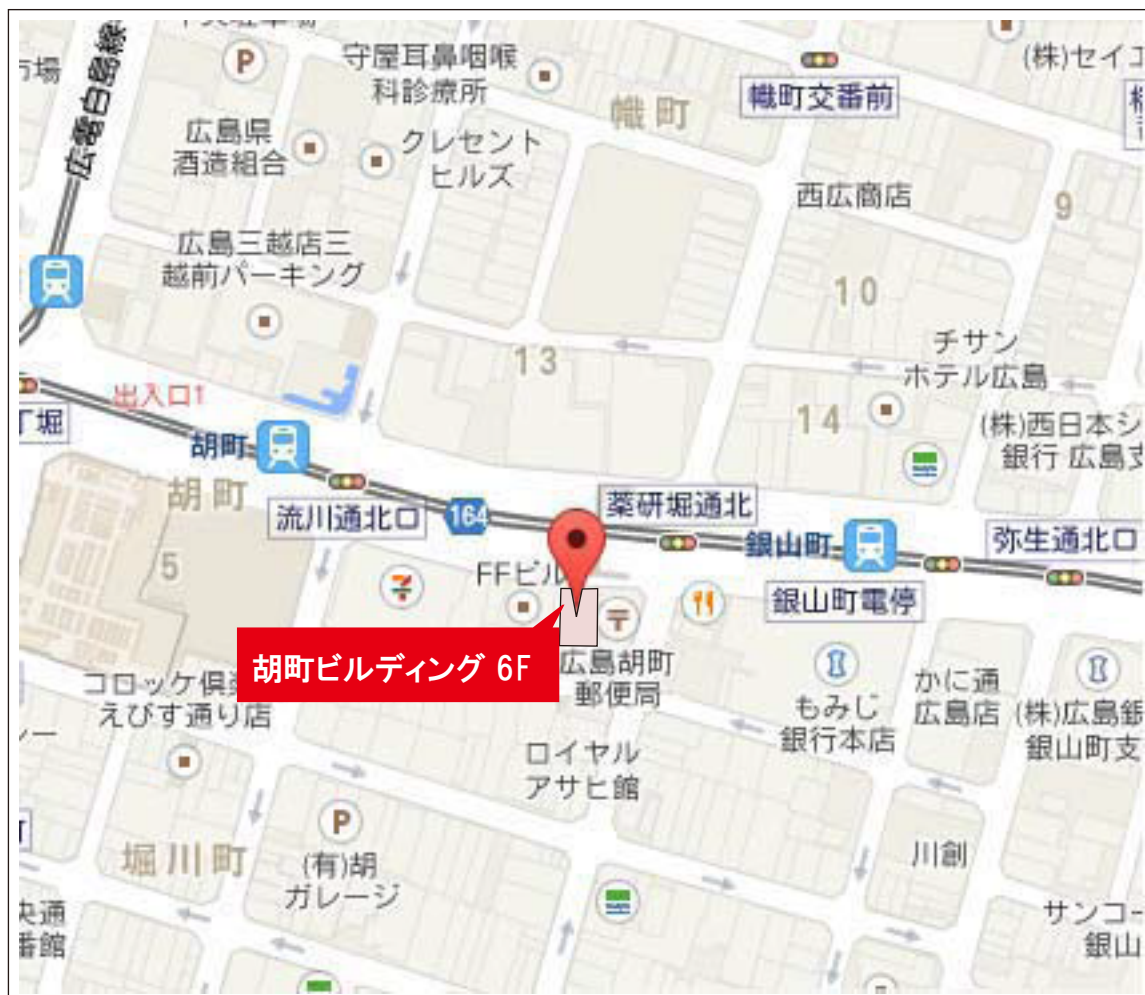 守屋耳鼻咽喉
科診療所
(株)セイコ
市場
P
幟町
幟町交番前
広電白島線
広島県
酒造組合
クレセント
ヒルズ
西広商店
9
広島三越店三
越前パーキング
10
チサン
ホテル広島
13
14
出入口1
丁堀
(株)西日本シ
銀行 広島支
胡町
胡町
流川通北口
164
薬研堀通北
銀山町
弥生通北口
5
FFビル
銀山町電停
胡町ビルディング 6F
広島胡町
郵便局
コロッケ倶楽
えびす通り店
もみじ
銀行本店
かに通
広島店
(株)広島銀
銀山町支
ロイヤル
アサヒ館
P
堀川町
(有)胡
ガレージ
川創
央通
番館
サンコー
銀山